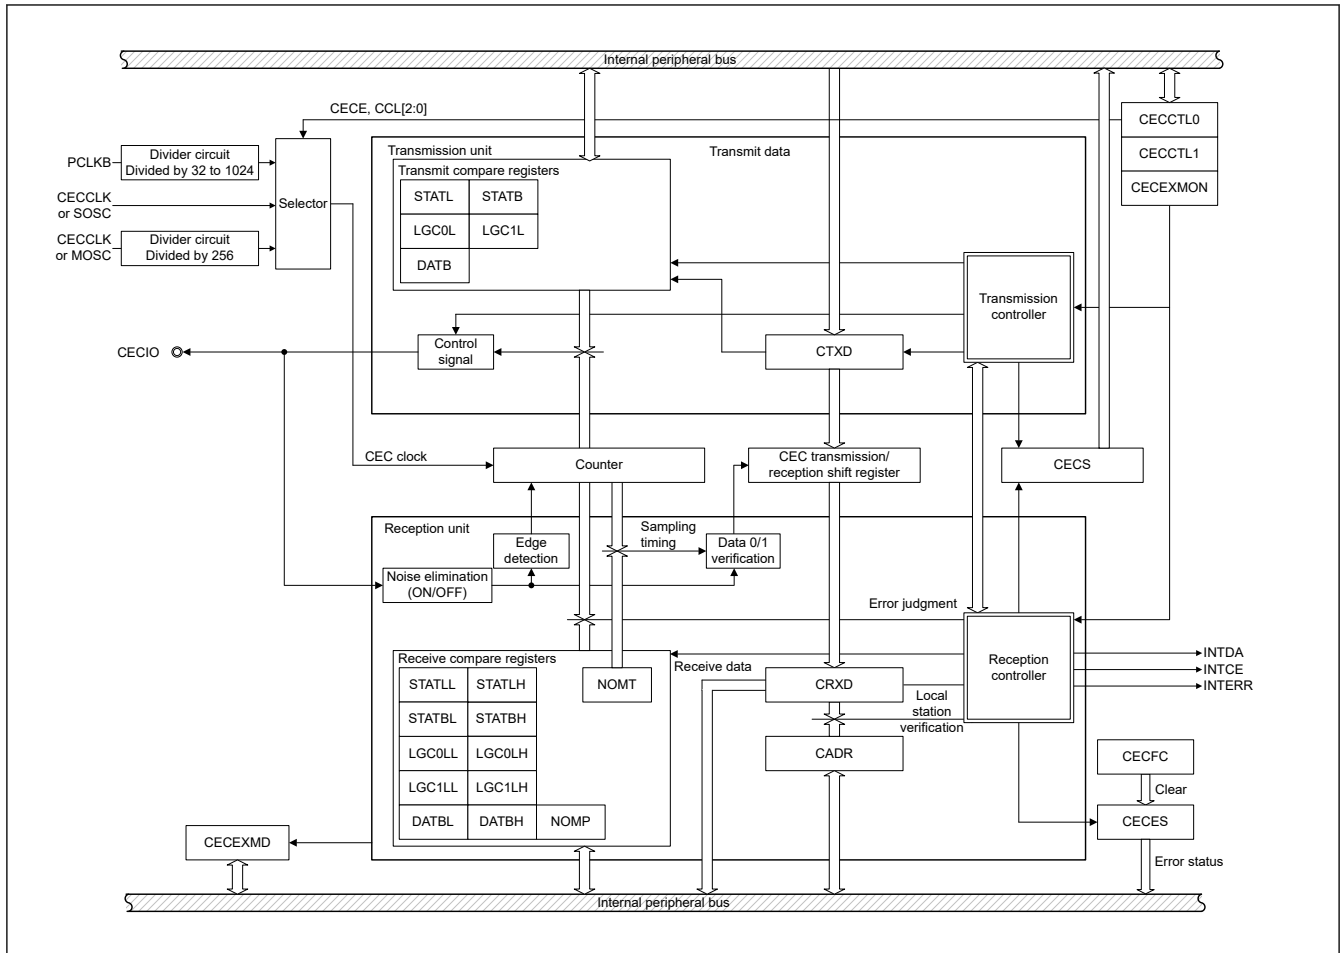 Internal peripheral bus
CECE, CCL[2:0]
CECCTL0
CECCTL1
CECEXMON
PCLKB
Divider circuit
Divided by 32 to 1024
CECCLK
or SOSC
CECCLK
or MOSC
Divider circuit
Divided by 256
Selector
Transmission unit
Transmit data
Transmit compare registers
STATL
STATB
LGC0L
LGC1L
DATB
Transmission
controller
CECIO
Control
signal
CTXD
CEC clock
Counter
CEC transmission/
reception shift register
CECS
Reception unit
Edge
detection
Sampling
timing
Data 0/1
verification
Noise elimination
(ON/OFF)
Error judgment
Receive compare registers
STATLL
STATLH
STATBL
STATBH
LGC0LL
LGC0LH
LGC1LL
LGC1LH
DATBL
DATBH
NOMP
NOMT
Receive data
CRXD
Local
station
verification
CADR
Reception
controller
INTDA
INTCE
INTERR
CECFC
Clear
CECES
Error status
CECEXMD
Internal peripheral bus